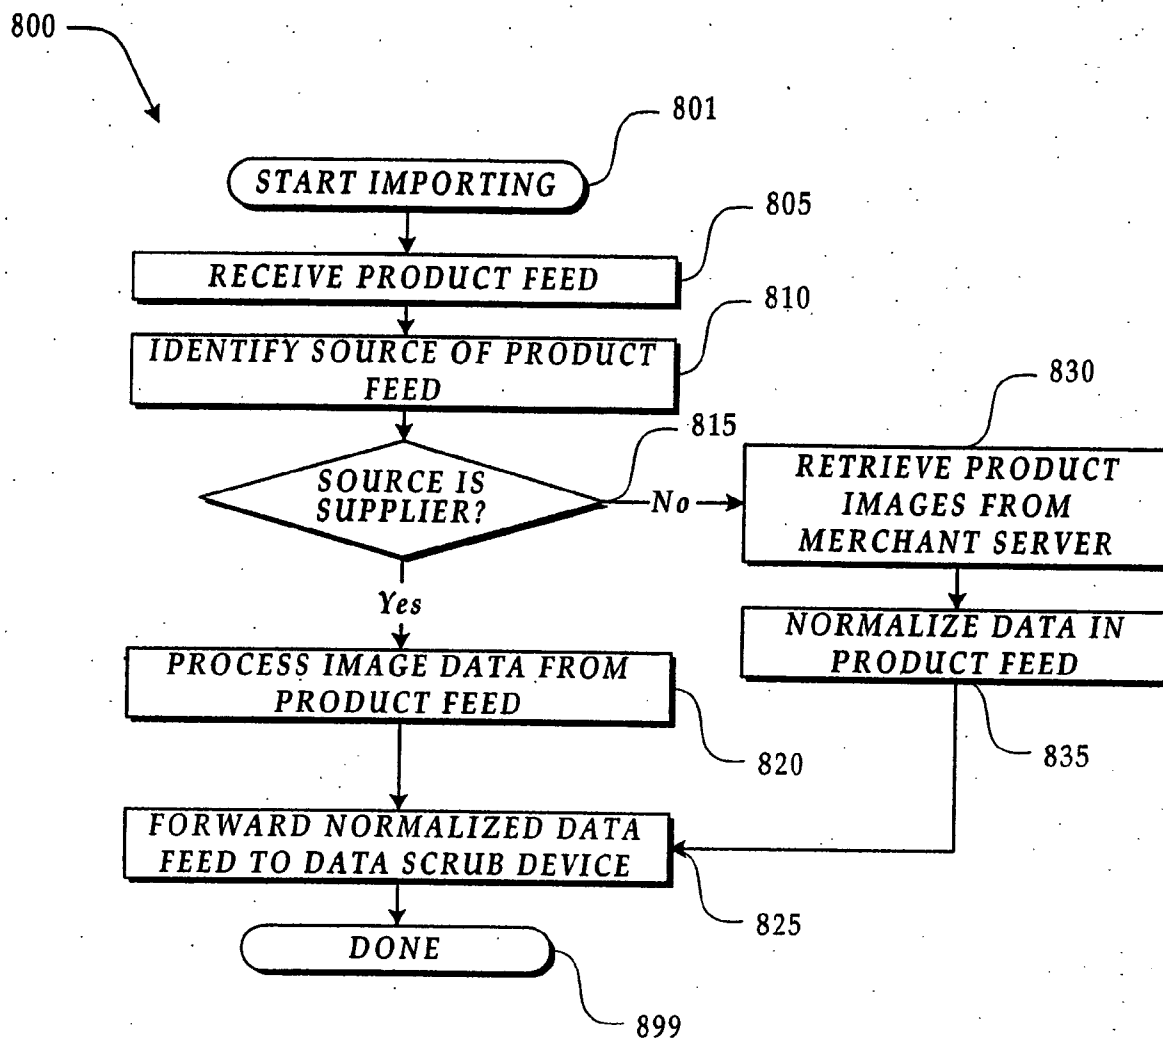 800
801
START IMPORTING
805
RECEIVE PRODUCT FEED
810
IDENTIFY SOURCE OF PRODUCT
FEED
815
SOURCE IS
SUPPLIER?
No
830
RETRIEVE PRODUCT
IMAGES FROM
MERCHANT SERVER
Yes
NORMALIZE DATA IN
PRODUCT FEED
835
PROCESS IMAGE DATA FROM
PRODUCT FEED
820
FORWARD NORMALIZED DATA
FEED TO DATA SCRUB DEVICE
825
DONE
899